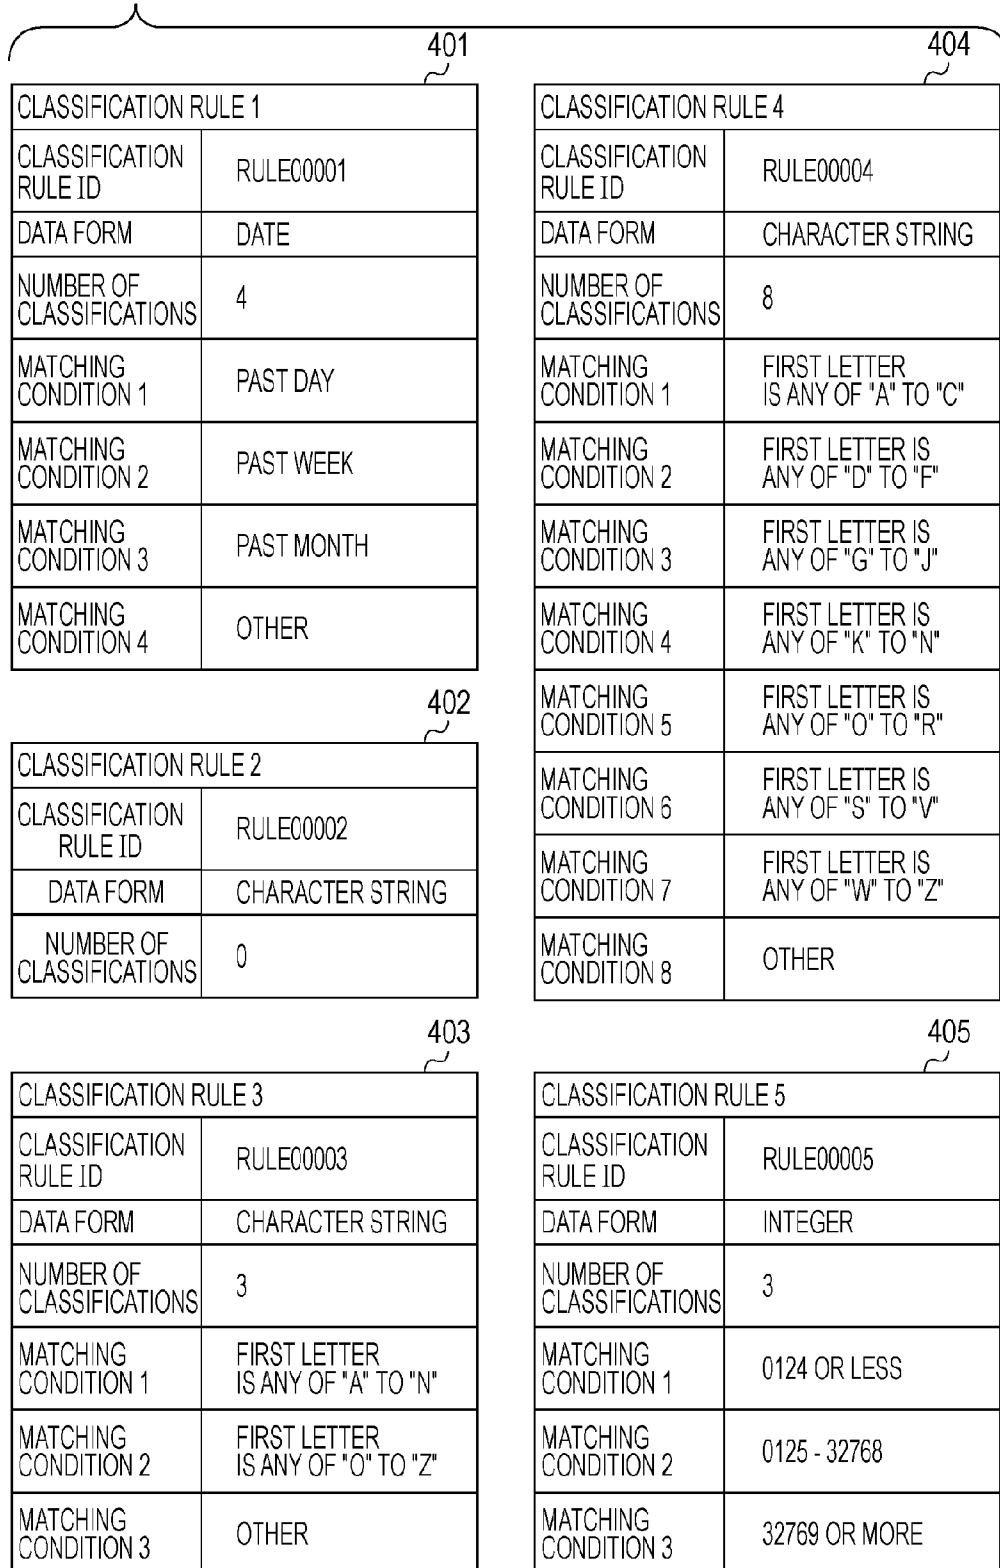 401
CLASSIFICATION RULE 1
CLASSIFICATION
RULE ID
RULE00001
DATA FORM
DATE
NUMBER OF
CLASSIFICATIONS
4
MATCHING
CONDITION 1
PAST DAY
MATCHING
CONDITION 2
PAST WEEK
MATCHING
CONDITION 3
PAST MONTH
MATCHING
CONDITION 4
OTHER
402
CLASSIFICATION RULE 2
CLASSIFICATION
RULE ID
RULE00002
DATA FORM
CHARACTER STRING
NUMBER OF
CLASSIFICATIONS
0
403
CLASSIFICATION RULE 3
CLASSIFICATION
RULE ID
RULE00003
DATA FORM
CHARACTER STRING
NUMBER OF
CLASSIFICATIONS
3
MATCHING
CONDITION 1
FIRST LETTER
IS ANY OF "A" TO "N"
MATCHING
CONDITION 2
FIRST LETTER
IS ANY OF "O" TO "Z"
MATCHING
CONDITION 3
OTHER
404
CLASSIFICATION RULE 4
CLASSIFICATION
RULE ID
RULE00004
DATA FORM
CHARACTER STRING
NUMBER OF
CLASSIFICATIONS
8
MATCHING
CONDITION 1
FIRST LETTER
IS ANY OF "A" TO "C"
MATCHING
CONDITION 2
FIRST LETTER IS
ANY OF "D" TO "F"
MATCHING
CONDITION 3
FIRST LETTER IS
ANY OF "G" TO "J"
MATCHING
CONDITION 4
FIRST LETTER IS
ANY OF "K" TO "N"
MATCHING
CONDITION 5
FIRST LETTER IS
ANY OF "O" TO "R"
MATCHING
CONDITION 6
FIRST LETTER IS
ANY OF "S" TO "V"
MATCHING
CONDITION 7
FIRST LETTER IS
ANY OF "W" TO "Z"
MATCHING
CONDITION 8
OTHER
405
CLASSIFICATION RULE 5
CLASSIFICATION
RULE ID
RULE00005
DATA FORM
INTEGER
NUMBER OF
CLASSIFICATIONS
3
MATCHING
CONDITION 1
0124 OR LESS
MATCHING
CONDITION 2
0125 - 32768
MATCHING
CONDITION 3
32769 OR MORE